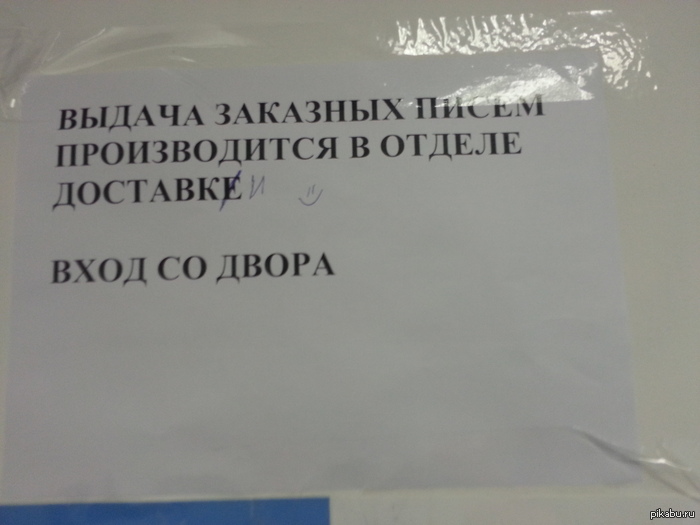 ВЫДАЧА ЗАКАЗНЫХ ПИСЕМ
ПРОИЗВОДИТСЯ В ОТДЕЛЕ
ДОСТАВКЕ И
ВХОД СО ДВОРА
pikabu.ru